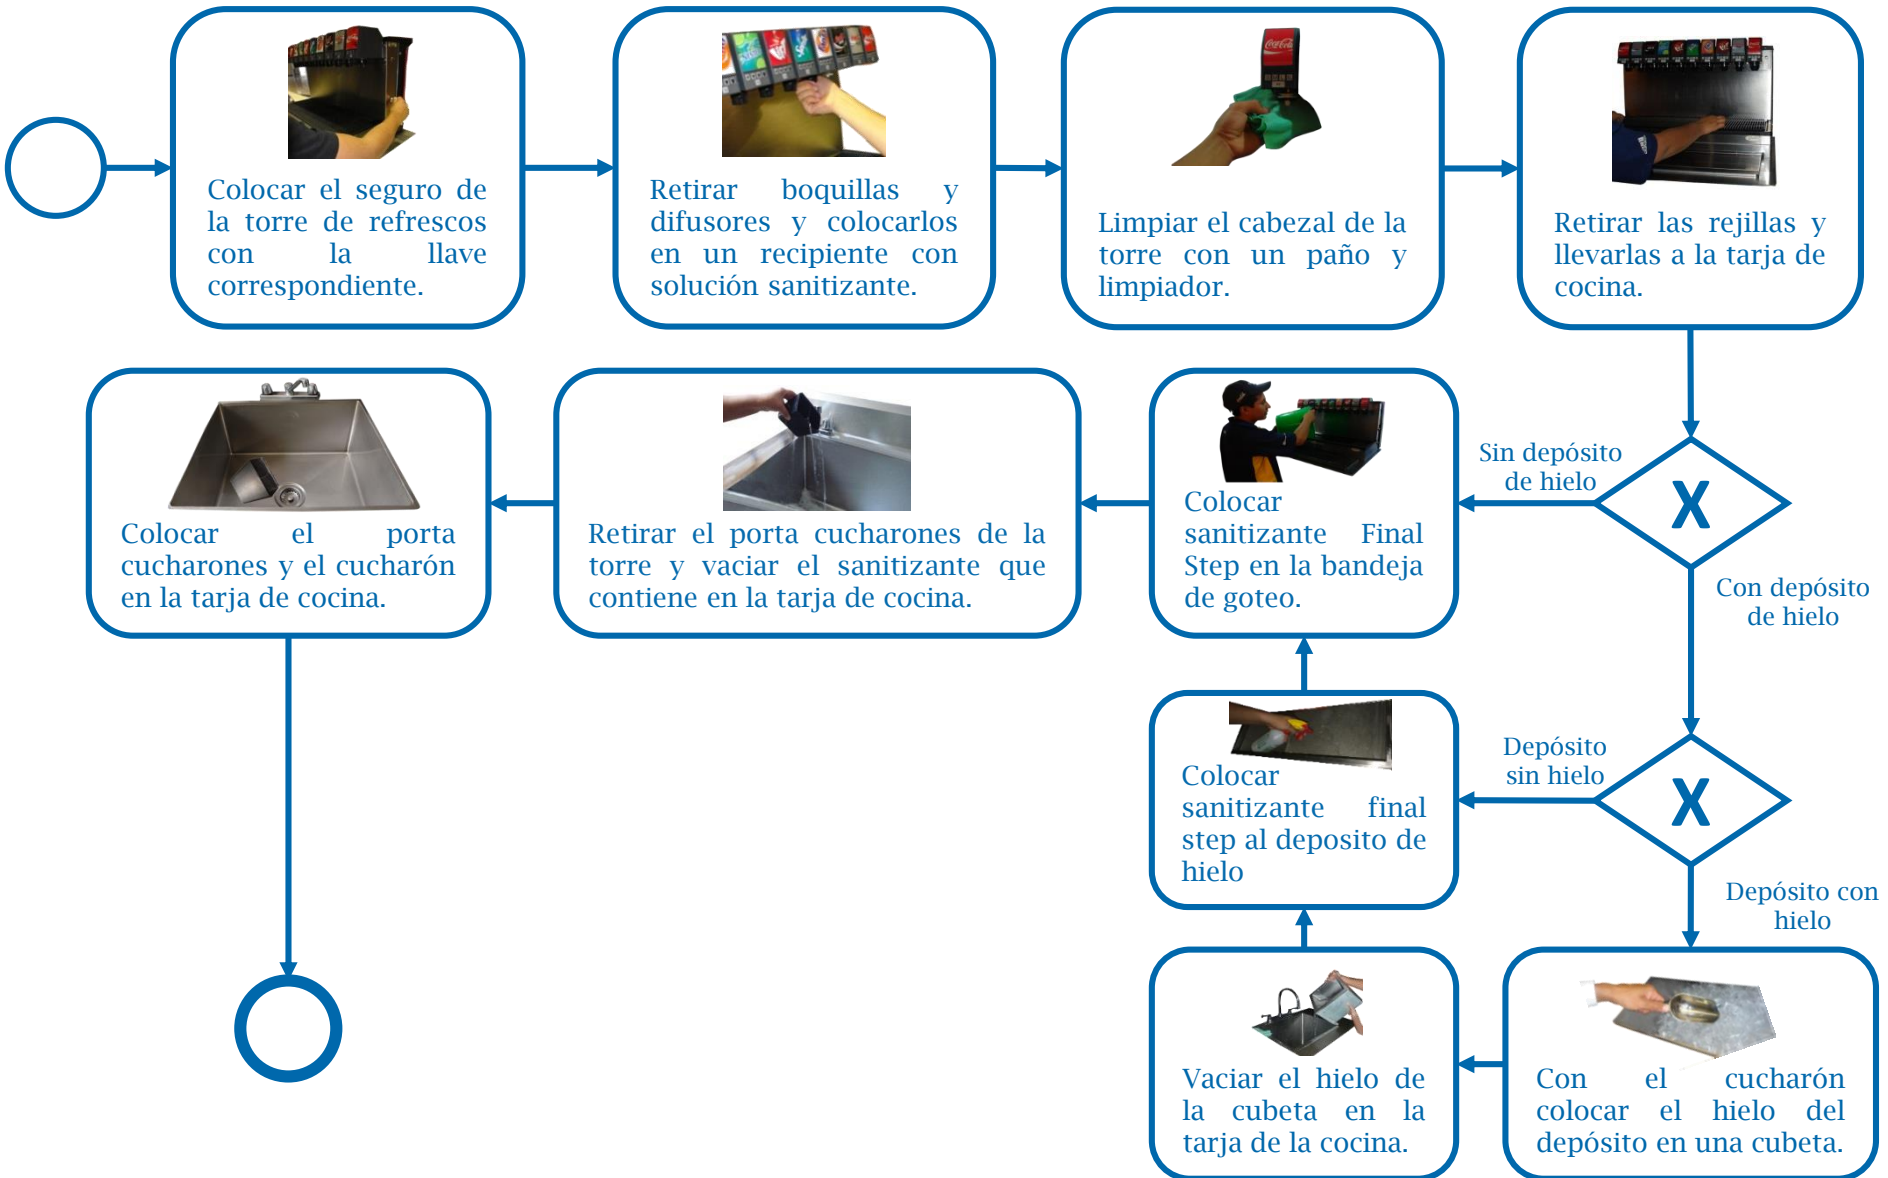 Colocar el seguro de
la torre de refrescos
con la llave
correspondiente.
Retirar boquillas y
difusores y colocarlos
en un recipiente con
solución sanitizante.
Coca-Cola
Limpiar el cabezal de la
torre con un paño y
limpiador.
Retirar las rejillas y
llevarlas a la tarja de
cocina.
Sin depósito
de hielo
X
Con depósito
de hielo
Colocar
sanitizante Final
Step en la bandeja
de goteo.
Retirar el porta cucharones de la
torre y vaciar el sanitizante que
contiene en la tarja de cocina.
Colocar el porta
cucharones y el cucharón
en la tarja de cocina.
Depósito
sin hielo
X
Depósito con
hielo
Colocar
sanitizante final
step al deposito de
hielo
Vaciar el hielo de
la cubeta en la
tarja de la cocina.
Con el cucharón
colocar el hielo del
depósito en una cubeta.